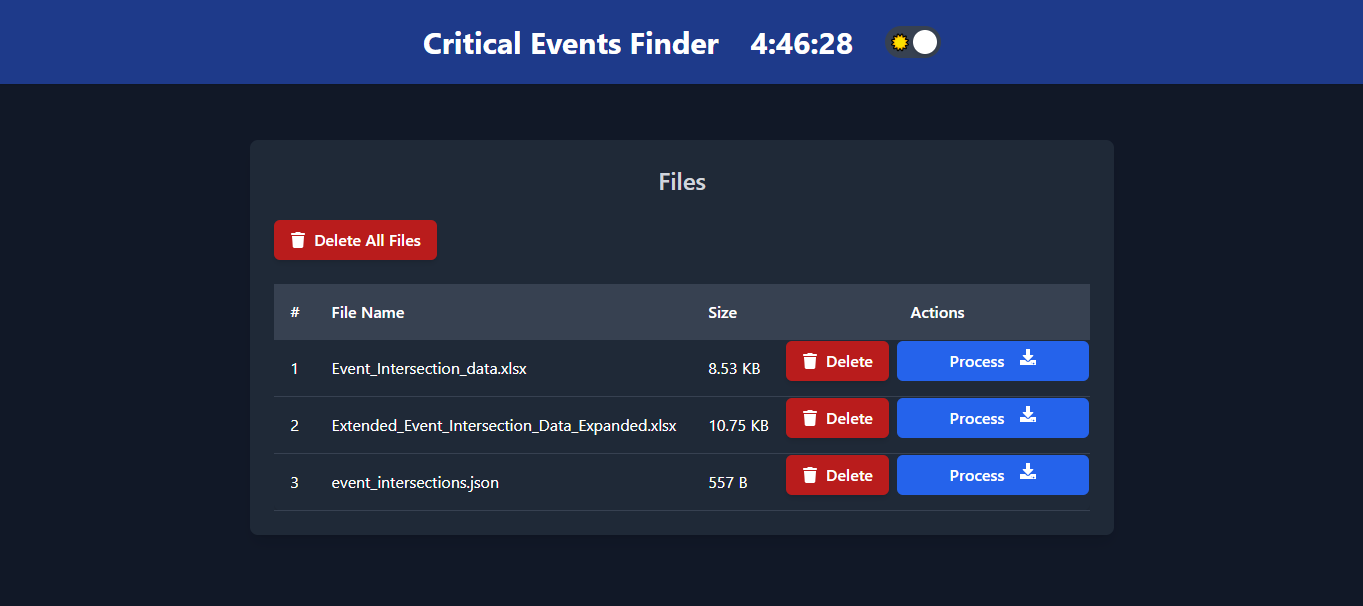 Critical Events Finder 4:46:28
Files
Delete All Files
# File Name Size Actions
1 Event_Intersection_data.xlsx 8.53 KB Delete Process
2 Extended_Event_Intersection_Data_Expanded.xlsx 10.75 KB Delete Process
3 event_intersections.json 557 B Delete Process